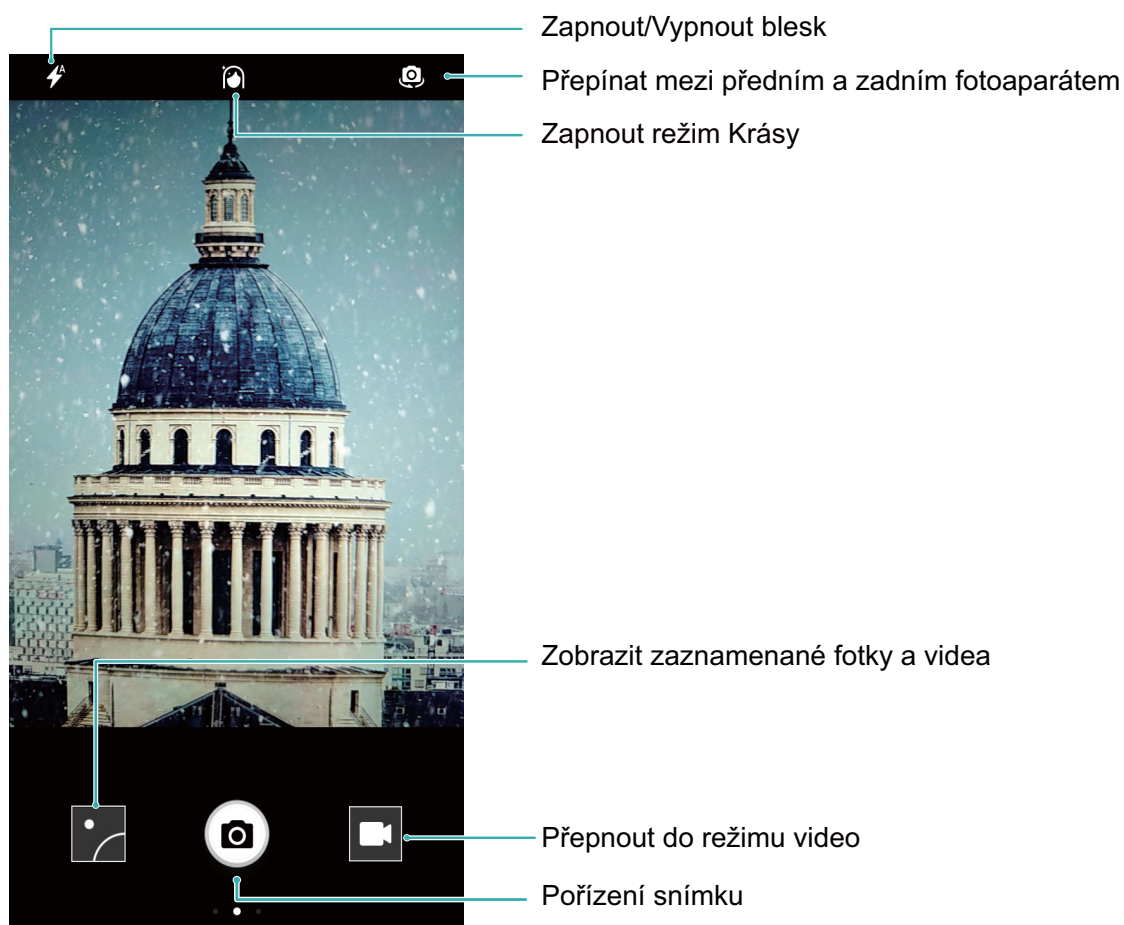 Zapnout/Vypnout blesk
A
Přepínat mezi předním a zadním fotoaparátem
Zapnout režim Krásy
Zobrazit zaznamenané fotky a videa
Přepnout do režimu video
Pořízení snímku